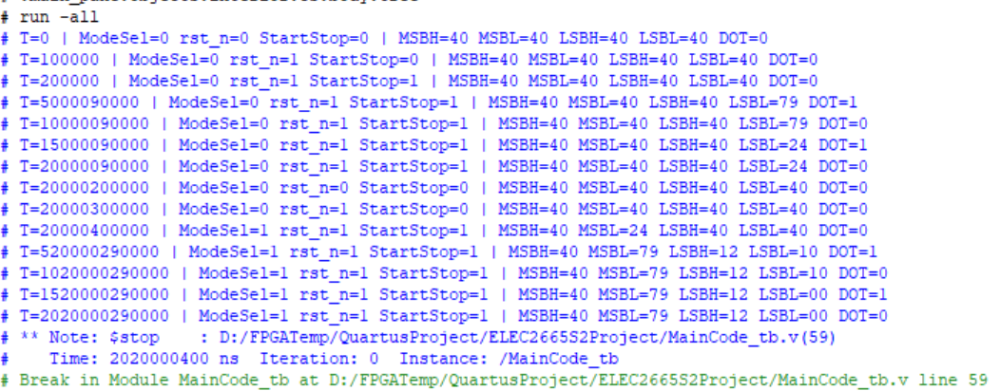 # run -all
# T=0 | ModeSel=0 rst_n=0 StartStop=0 | MSBH=40 MSBL=40 LSBH=40 LSBL=40 DOT=0
# T=100000 | ModeSel=0 rst_n=1 StartStop=0 | MSBH=40 MSBL=40 LSBH=40 LSBL=40 DOT=0
# T=200000 | ModeSel=0 rst_n=1 StartStop=1 | MSBH=40 MSBL=40 LSBH=40 LSBL=40 DOT=0
# T=5000090000 | ModeSel=0 rst_n=1 StartStop=1 | MSBH=40 MSBL=40 LSBH=40 LSBL=79 DOT=1
# T=10000090000 | ModeSel=0 rst_n=1 StartStop=1 | MSBH=40 MSBL=40 LSBH=40 LSBL=79 DOT=0
# T=15000090000 | ModeSel=0 rst_n=1 StartStop=1 | MSBH=40 MSBL=40 LSBH=40 LSBL=24 DOT=1
# T=20000090000 | ModeSel=0 rst_n=1 StartStop=1 | MSBH=40 MSBL=40 LSBH=40 LSBL=24 DOT=0
# T=20000200000 | ModeSel=0 rst_n=0 StartStop=0 | MSBH=40 MSBL=40 LSBH=40 LSBL=40 DOT=0
# T=20000300000 | ModeSel=0 rst_n=1 StartStop=0 | MSBH=40 MSBL=40 LSBH=40 LSBL=40 DOT=0
# T=20000400000 | ModeSel=1 rst_n=1 StartStop=1 | MSBH=40 MSBL=24 LSBH=40 LSBL=40 DOT=0
# T=520000290000 | ModeSel=1 rst_n=1 StartStop=1 | MSBH=40 MSBL=79 LSBH=12 LSBL=10 DOT=1
# T=1020000290000 | ModeSel=1 rst_n=1 StartStop=1 | MSBH=40 MSBL=79 LSBH=12 LSBL=10 DOT=0
# T=1520000290000 | ModeSel=1 rst_n=1 StartStop=1 | MSBH=40 MSBL=79 LSBH=12 LSBL=00 DOT=1
# T=2020000290000 | ModeSel=1 rst_n=1 StartStop=1 | MSBH=40 MSBL=79 LSBH=12 LSBL=00 DOT=0
# ** Note: $stop : D:/FPGATemp/QuartusProject/ELEC2665S2Project/MainCode_tb.v(59)
# Time: 2020000400 ns Iteration: 0 Instance: /MainCode_tb
# Break in Module MainCode_tb at D:/FPGATemp/QuartusProject/ELEC2665S2Project/MainCode_tb.v line 59